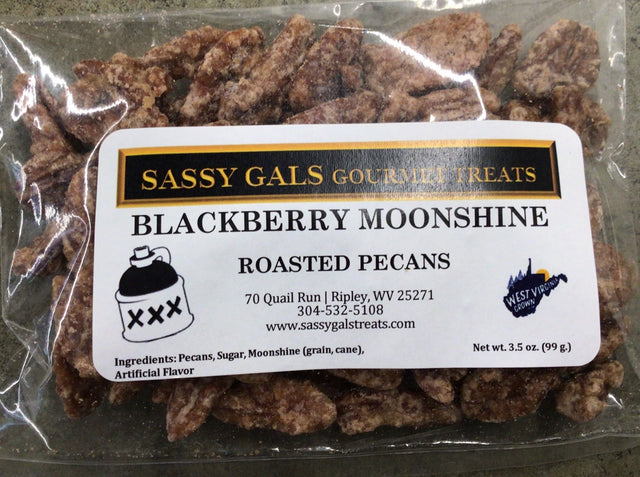 SASSY GALS GOURMET TREATS
BLACKBERRY MOONSHINE
ROASTED PECANS
XXX
70 Quail Run | Ripley, WV 25271
304-532-5108
www.sassygalstreats.com
WEST VIRGINIA
GROWN
Ingredients: Pecans, Sugar, Moonshine (grain, cane),
Artificial Flavor
Net wt. 3.5 oz. (99 g.)